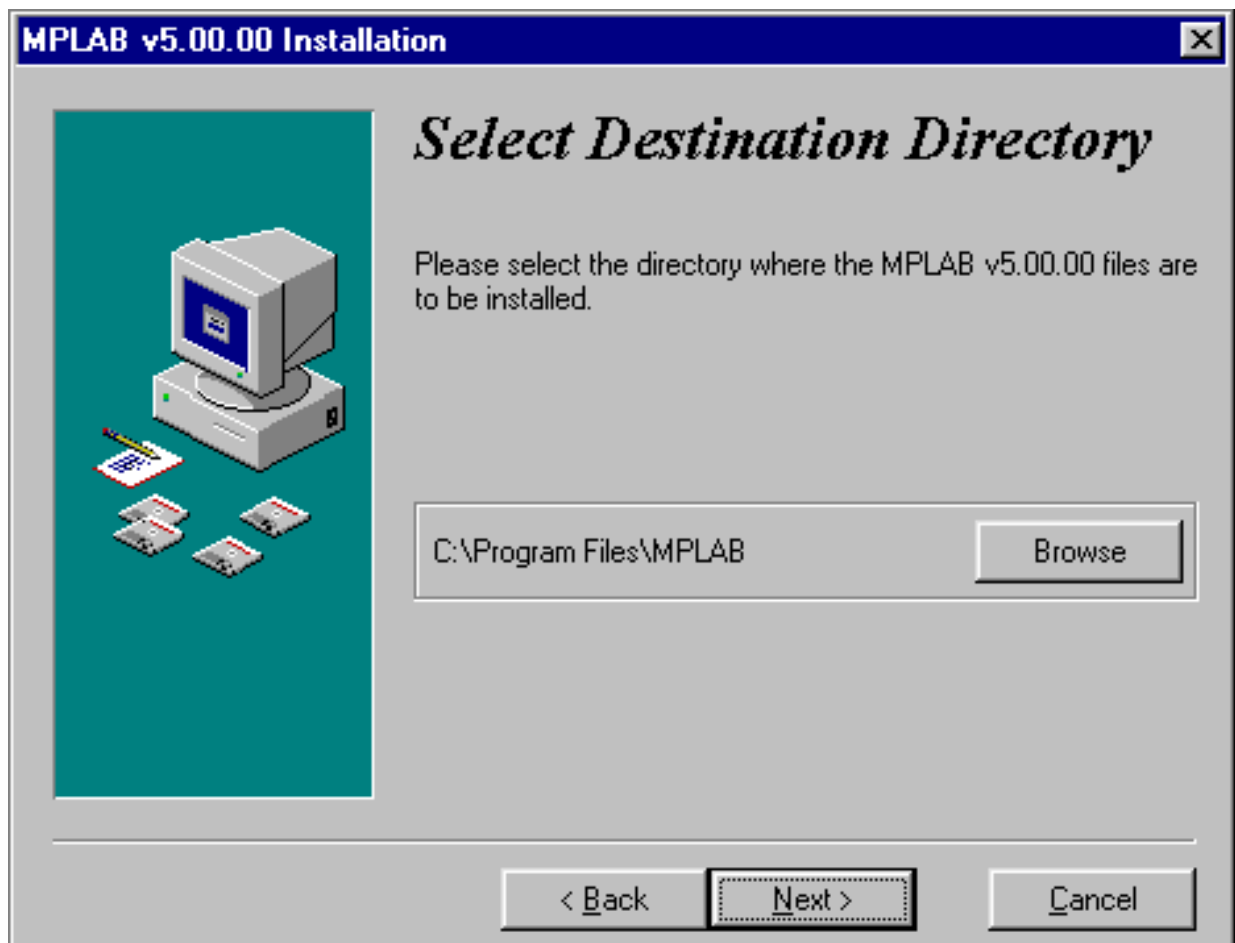 MPLAB v5.00.00 Installation
Select Destination Directory
Please select the directory where the MPLAB v5.00.00 files are
to be installed.
C:\Program Files\MPLAB
Browse
< Back
Next >
Cancel